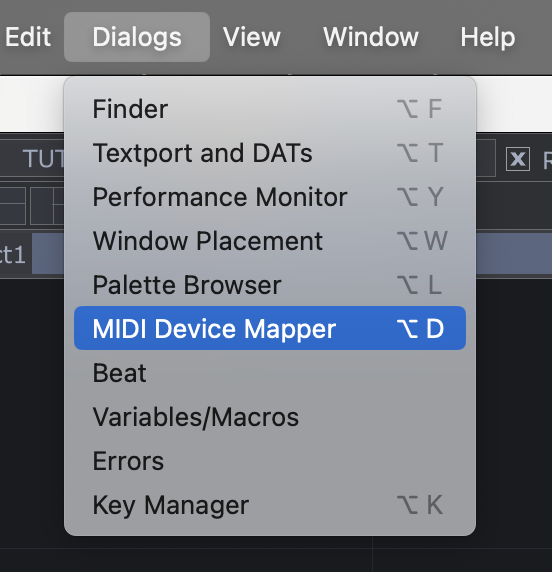 Edit Dialogs View Window Help
Finder ⌥ F
TUT
Textport and DATs ⌥ T
X R
Performance Monitor ⌥ Y
Window Placement ⌥ W
ct1
Palette Browser ⌥ L
MIDI Device Mapper ⌥ D
Beat
Variables/Macros
Errors
Key Manager ⌥ K